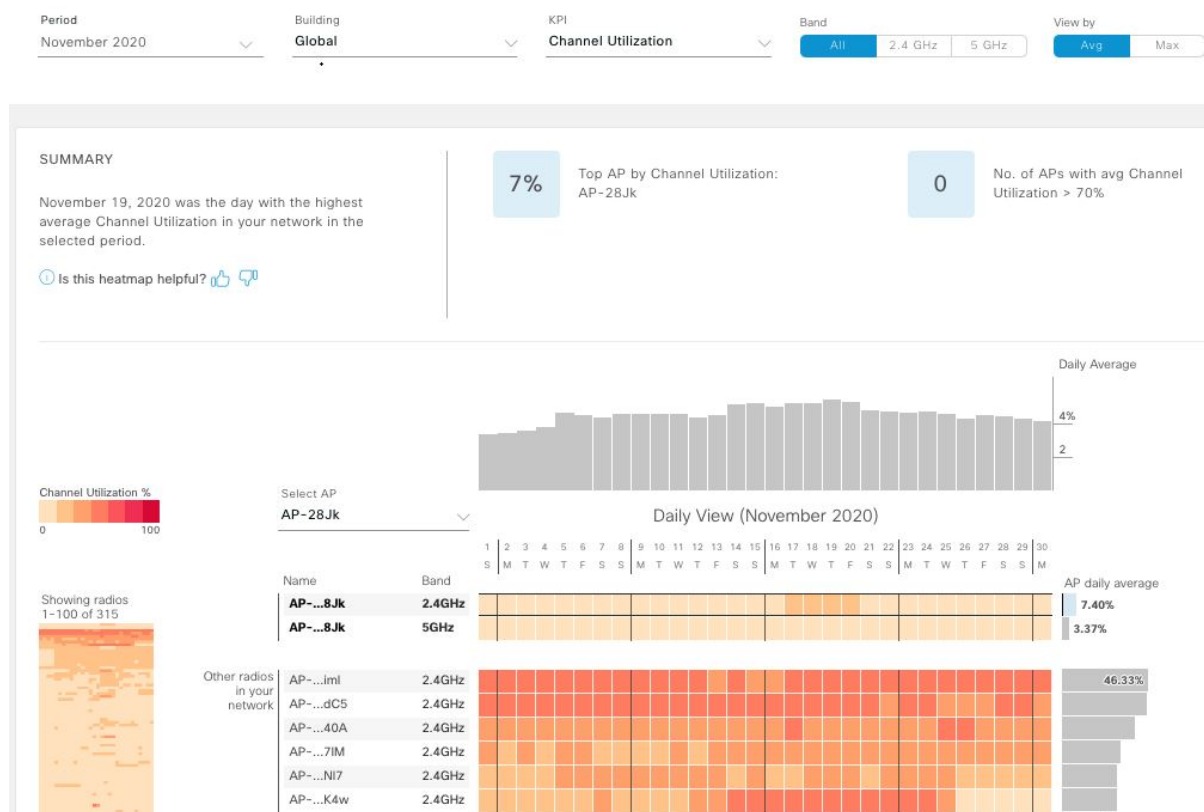 Period
November 2020
Building
Global
KPI
Channel Utilization
Band
All 2.4 GHz 5 GHz
View by
Avg Max
SUMMARY
November 19, 2020 was the day with the highest
average Channel Utilization in your network in the
selected period.
Is this heatmap helpful?
7%
Top AP by Channel Utilization:
AP-28Jk
0
No. of APs with avg Channel
Utilization > 70%
Daily Average
4%
2
Channel Utilization %
0 100
Select AP
AP-28Jk
Daily View (November 2020)
1 2 3 4 5 6 7 8 9 10 11 12 13 14 15 16 17 18 19 20 21 22 23 24 25 26 27 28 29 30
S M T W T F S S M T W T F S S M T W T F S S M T W T F S S M
Name Band
AP daily average
Showing radios
1-100 of 315
AP-...8Jk 2.4GHz 7.40%
AP-...8Jk 5GHz 3.37%
Other radios
in your
network
AP-...iml 2.4GHz 46.33%
AP-...dC5 2.4GHz
AP-...40A 2.4GHz
AP-...7IM 2.4GHz
AP-...NI7 2.4GHz
AP-...K4w 2.4GHz